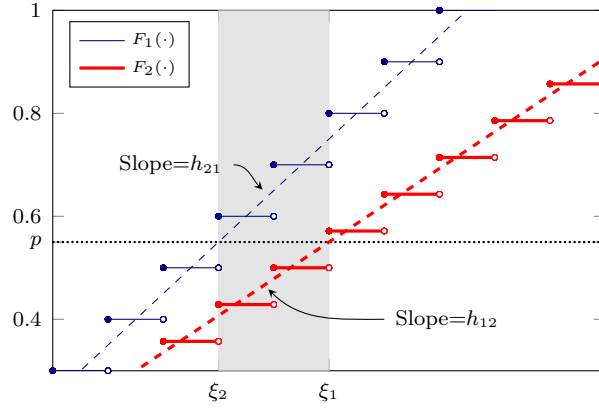 1
F₁(·)
F₂(·)
0.8
Slope=h₂₁
0.6
p
0.4
Slope=h₁₂
ξ₂ ξ₁